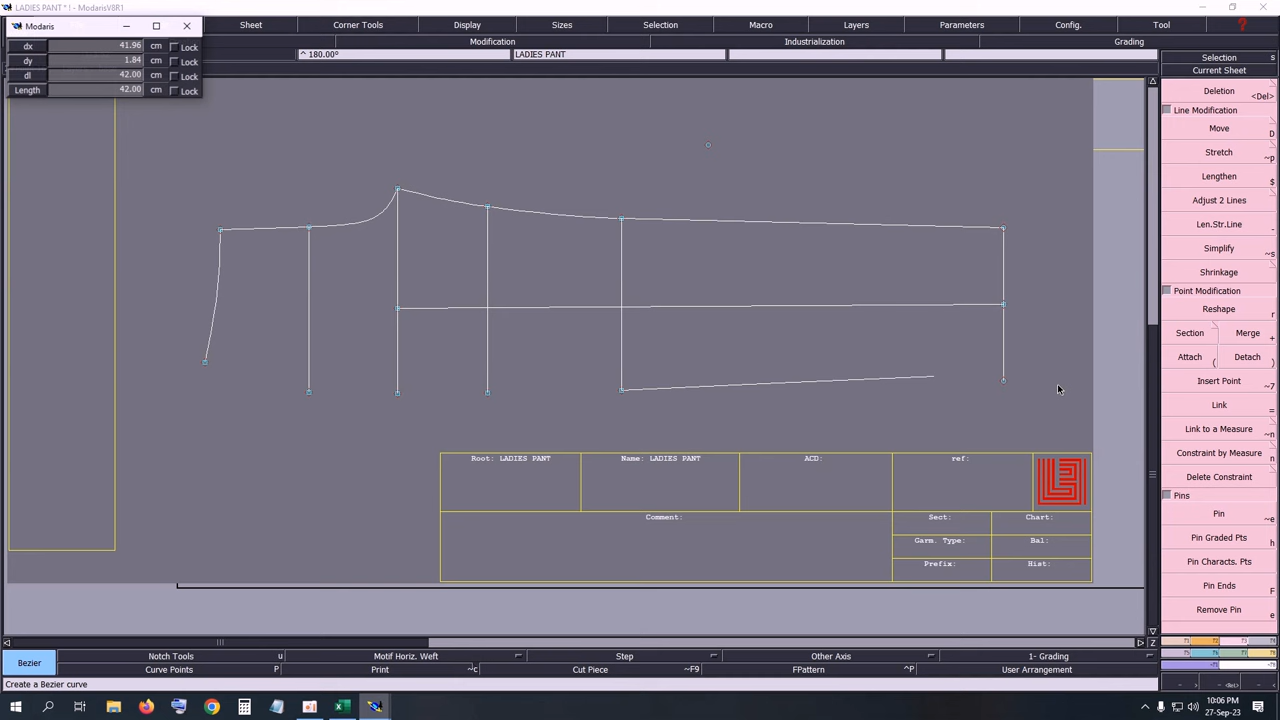 LADIES PANT * ! - ModarisV8R1
Modaris
Sheet Corner Tools Display Sizes Selection Macro Layers Parameters Config. Tool ?
Modification Industrialization Grading
dx 41.96 cm Lock
dy 1.84 cm Lock
dl 42.00 cm Lock
Length 42.00 cm Lock
^ 180.00° LADIES PANT
Selection
Current Sheet
Deletion <Del>
Line Modification
Move D
Stretch ~p
Lengthen $
Adjust 2 Lines
Len.Str.Line -
Simplify ~s
Shrinkage
Point Modification
Reshape r
Section Merge +
Attach ( Detach )
Insert Point ~7
Link =
Link to a Measure ~n
Constraint by Measure
Delete Constraint
Pins
Pin ~e
Pin Graded Pts h
Pin Characts. Pts
Pin Ends F
Remove Pin e
Root: LADIES PANT Name: LADIES PANT ACD: ref:
Comment: Sect: Chart:
Garm. Type: Bal:
Prefix: Hist:
Z
Bezier Notch Tools u Motif Horiz. Weft Step Other Axis 1- Grading
Curve Points Print ~c Cut Piece ~F9 FPattern ^P User Arrangement
Create a Bezier curve
10:06 PM
27-Sep-23